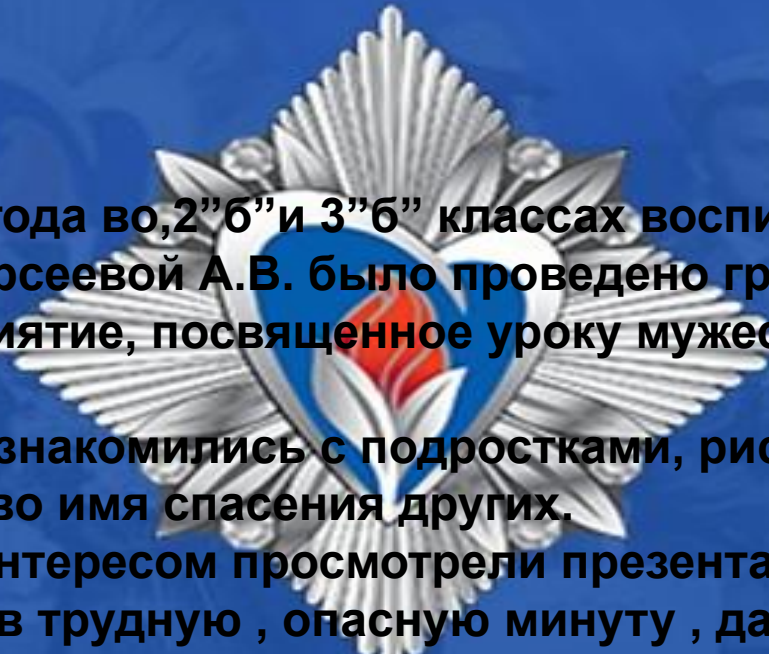 года во,2”б”и 3”б” классах воспи
рсеевой А.В. было проведено гр
иятие, посвященное уроку мужес
знакомились с подростками, рис
во имя спасения других.
нтересом просмотрели презента
в трудную , опасную минуту , да